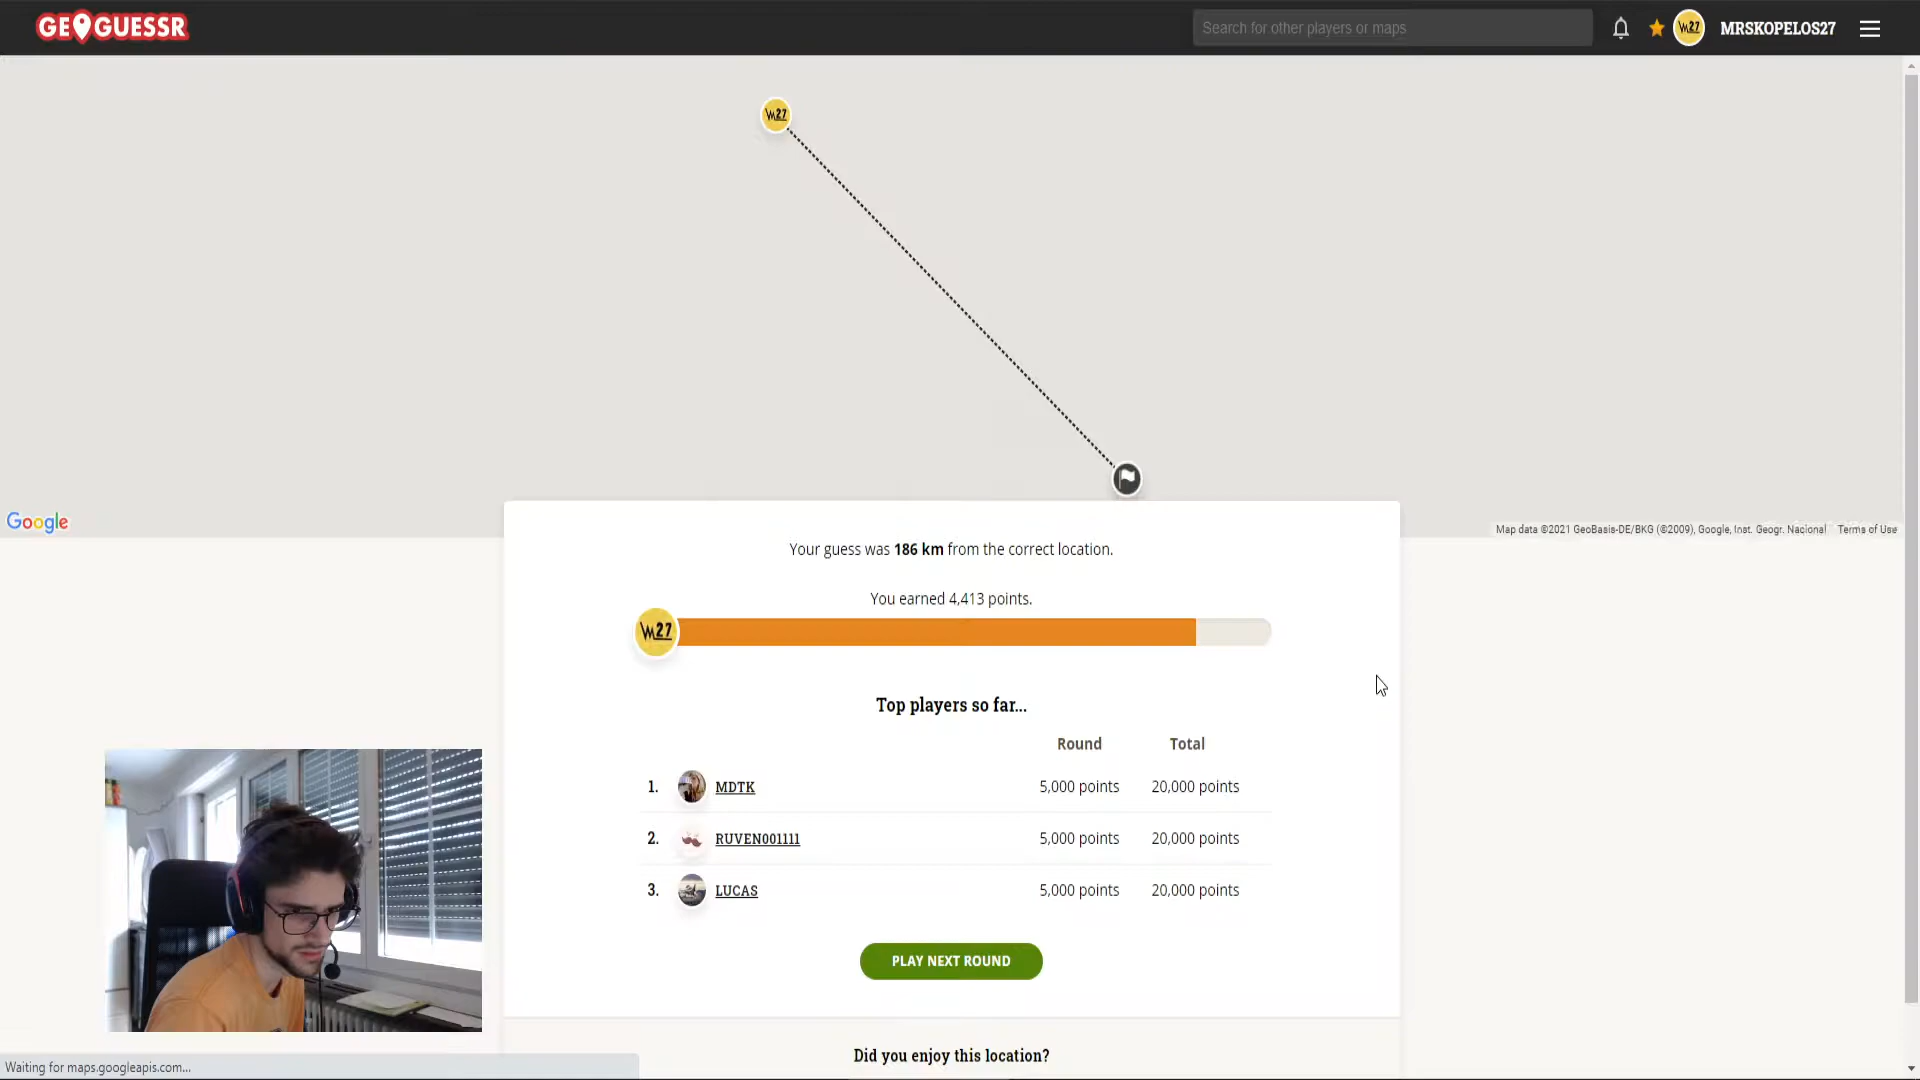 GEOGUESSR
Search for other players or maps
W27
MRSKOPELOS27
W27
Google
Map data ©2021 GeoBasis-DE/BKG (©2009), Google, Inst. Geogr. Nacional Terms of Use
Your guess was 186 km from the correct location.
You earned 4,413 points.
W27
Top players so far...
Round Total
1. MDTK 5,000 points 20,000 points
2. RUVEN001111 5,000 points 20,000 points
3. LUCAS 5,000 points 20,000 points
PLAY NEXT ROUND
Did you enjoy this location?
Waiting for maps.googleapis.com...